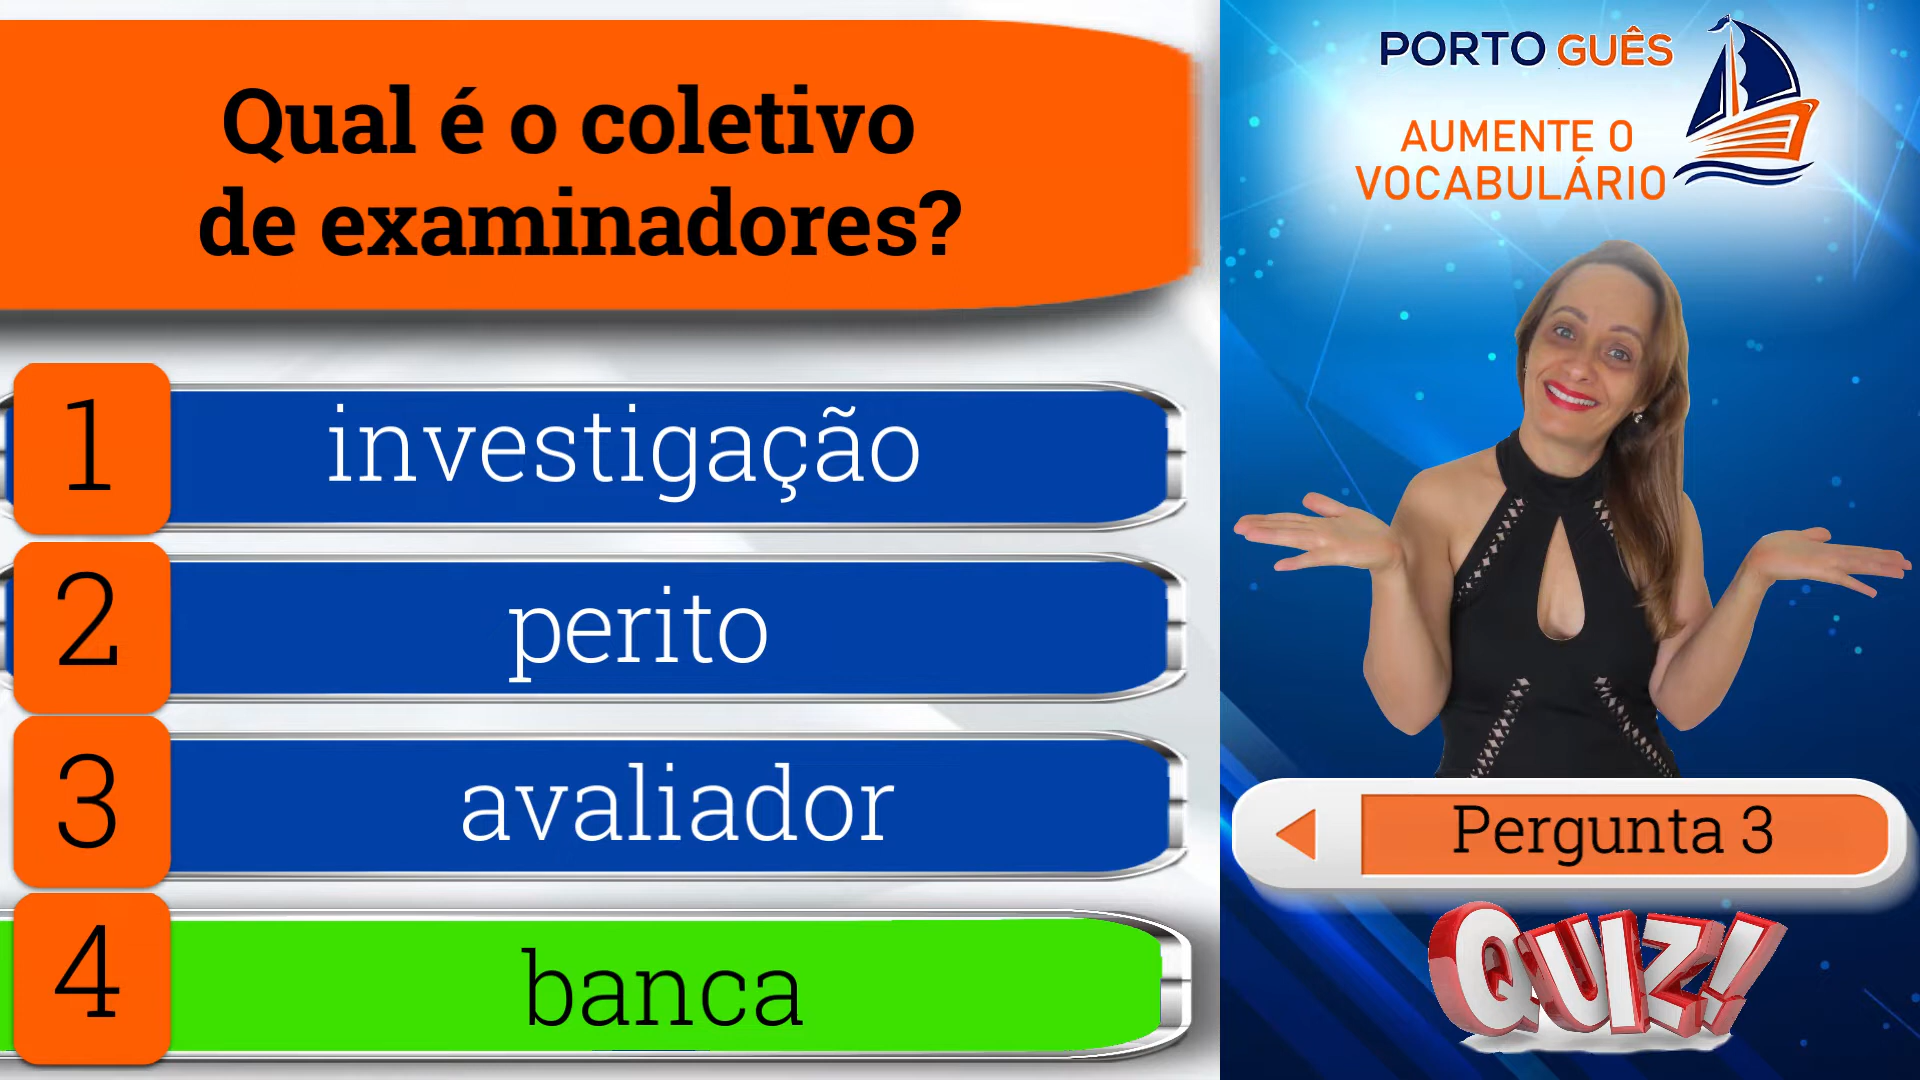 Qual é o coletivo
de examinadores?
1
investigação
2
perito
3
avaliador
4
banca
PORTO GUÊS
AUMENTE O
VOCABULÁRIO
Pergunta 3
QUIZ!